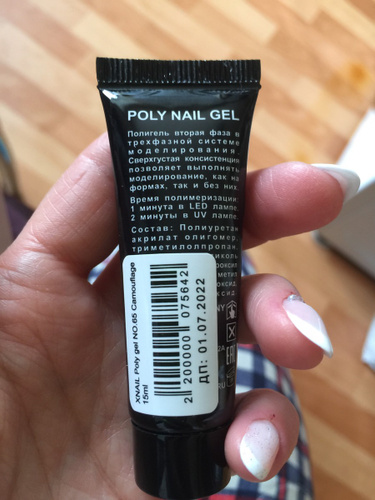 POLY NAIL GEL
Полигель вторая фаза в
трехфазной системе
моделирования.
Сверхгустая консистенция
позволяет выполнять
моделирование, как на
формах, так и без них.
Время полимеризации:
1 минута в LED лампе
2 минуты в UV лампе.
Состав: Полиуретан
акрилат олигомер,
триметилолпропан
XNAIL Poly gel NO.65 Camouflage
15ml
2 200000 075642
ДП: 01.07.2022
EAC